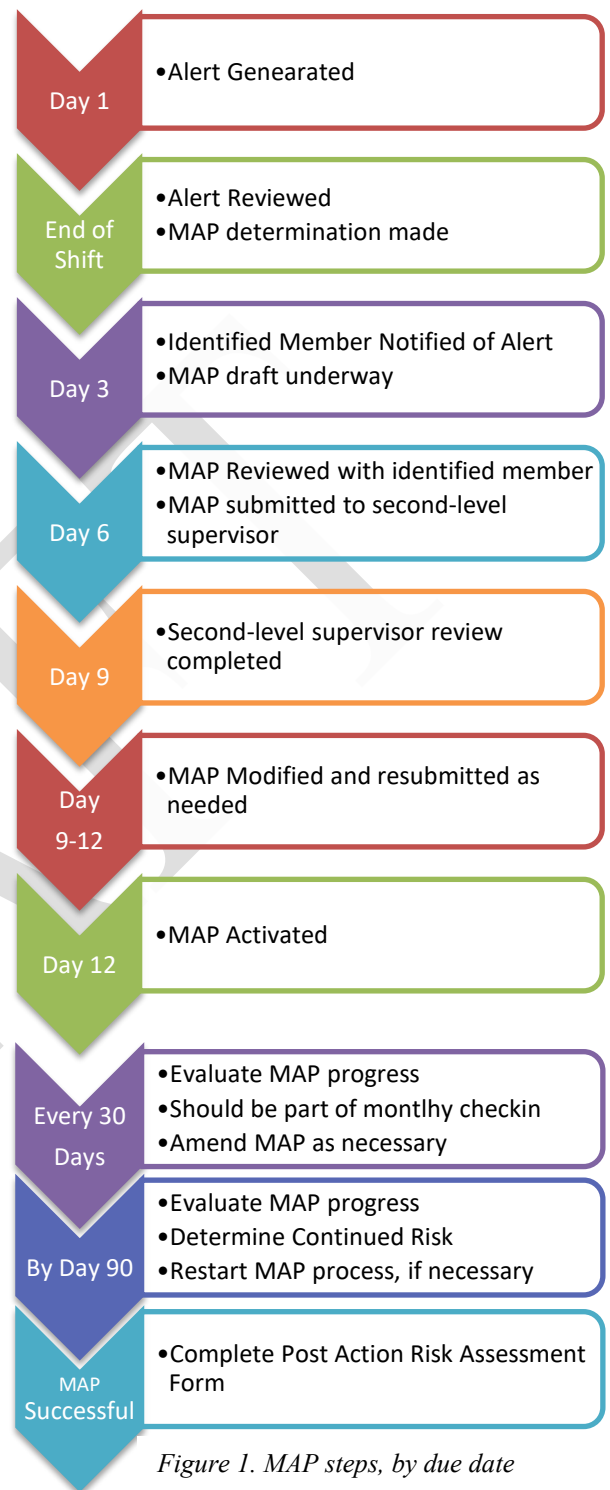 Day 1
•Alert Genearated
End of
Shift
•Alert Reviewed
•MAP determination made
Day 3
•Identified Member Notified of Alert
•MAP draft underway
Day 6
•MAP Reviewed with identified member
•MAP submitted to second-level
supervisor
Day 9
•Second-level supervisor review
completed
Day
9-12
•MAP Modified and resubmitted as
needed
Day 12
•MAP Activated
Every 30
Days
•Evaluate MAP progress
•Should be part of montlhy checkin
•Amend MAP as necessary
By Day 90
•Evaluate MAP progress
•Determine Continued Risk
•Restart MAP process, if necessary
MAP
Successful
•Complete Post Action Risk Assessment
Form
Figure 1. MAP steps, by due date